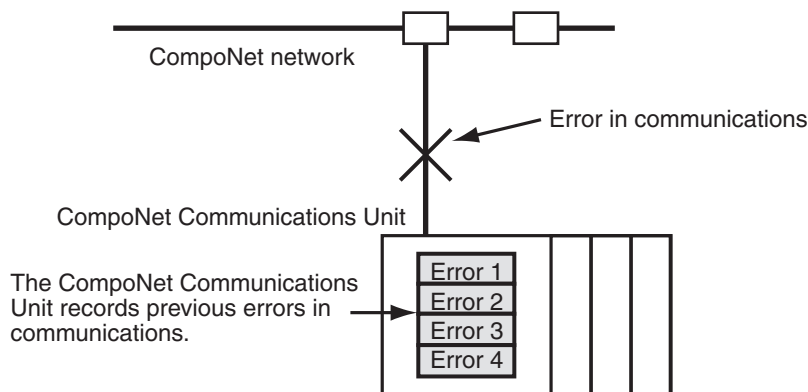 CompoNet network
Error in communications
CompoNet Communications Unit
The CompoNet Communications
Unit records previous errors in
communications.
Error 1
Error 2
Error 3
Error 4